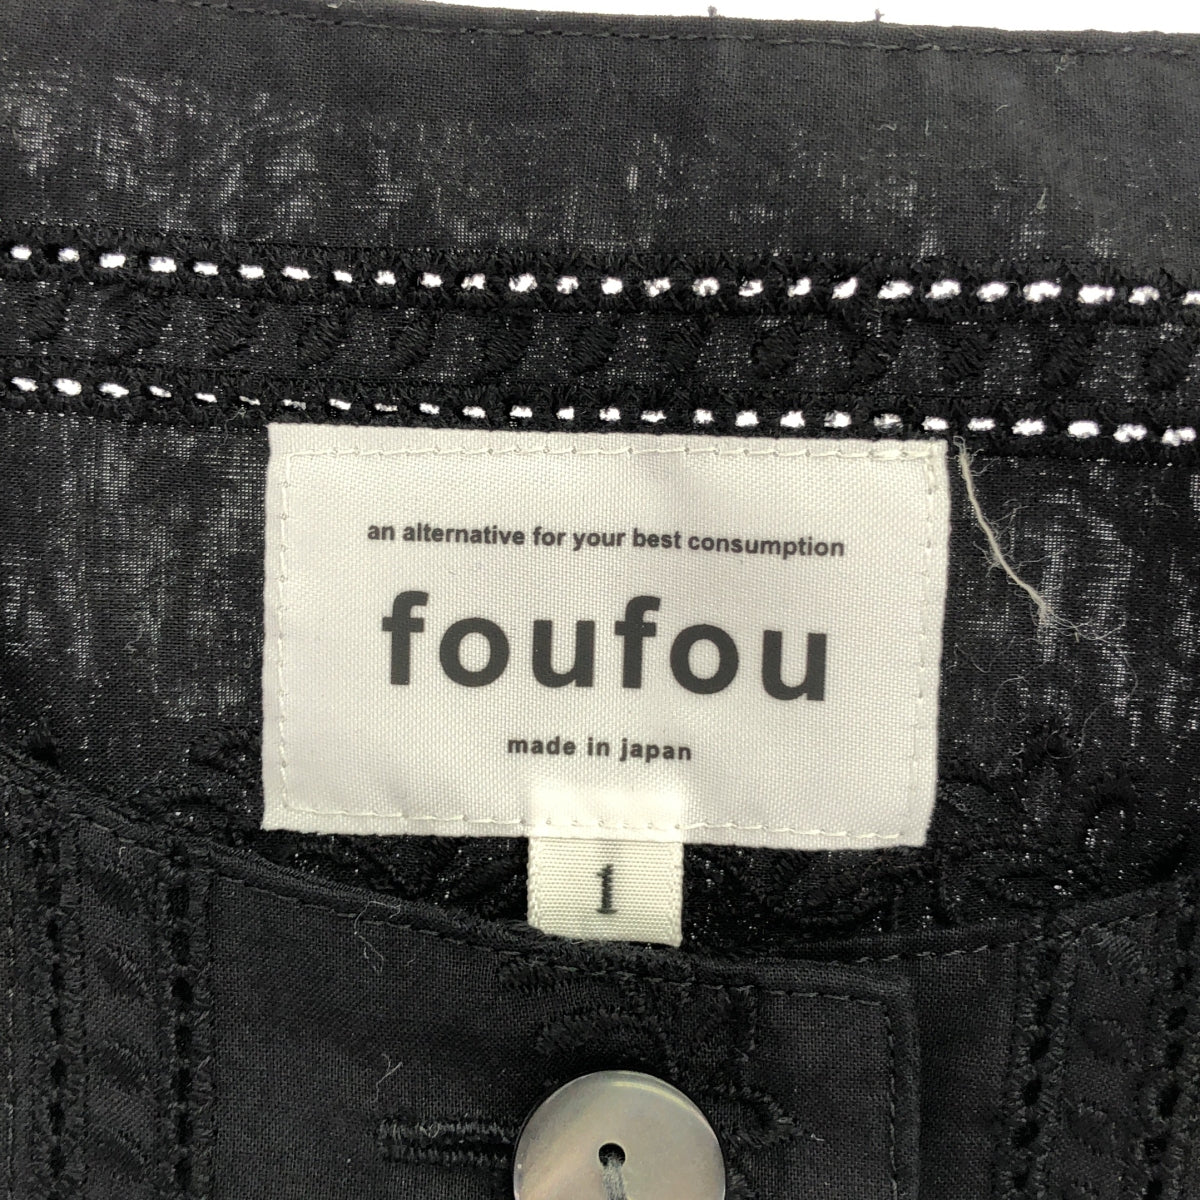 an alternative for your best consumption
foufou
made in japan
1